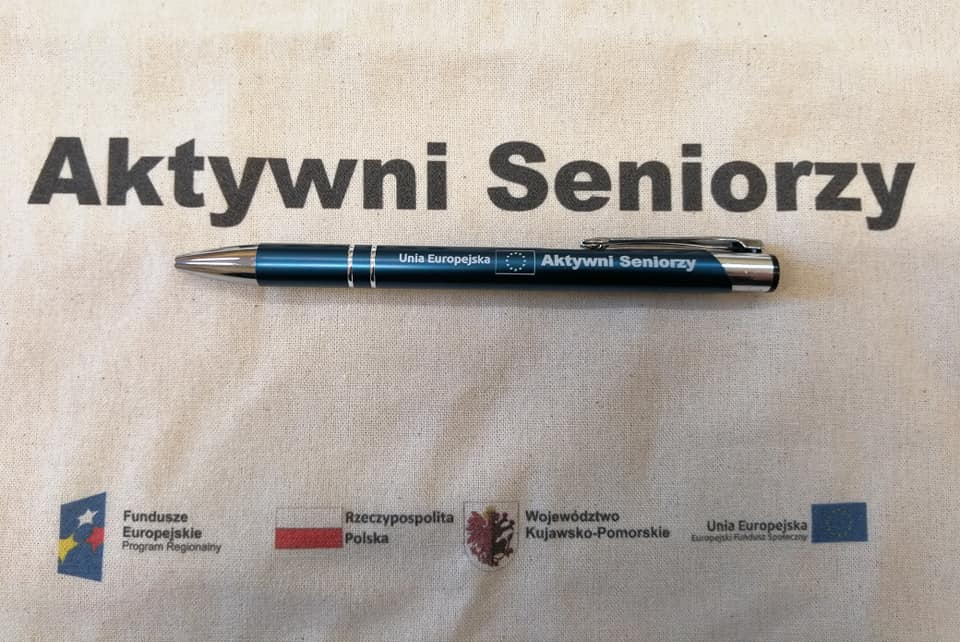 Aktywni Seniorzy
Unia Europejska Aktywni Seniorzy
Fundusze
Europejskie
Program Regionalny
Rzeczypospolita
Polska
Województwo
Kujawsko-Pomorskie
Unia Europejska
Europejski Fundusz Społeczny